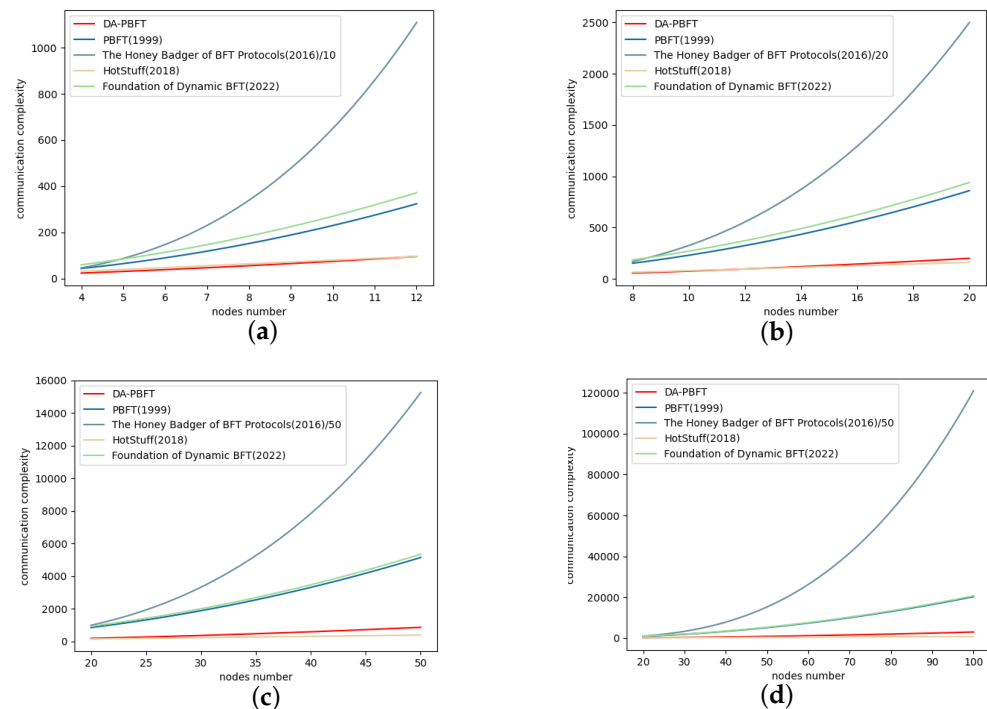 communication complexity
1000
800
600
400
200
0
DA-PBFT
PBFT(1999)
The Honey Badger of BFT Protocols(2016)/10
HotStuff(2018)
Foundation of Dynamic BFT(2022)
4 5 6 7 8 9 10 11 12
nodes number
(a)
communication complexity
2500
2000
1500
1000
500
0
DA-PBFT
PBFT(1999)
The Honey Badger of BFT Protocols(2016)/20
HotStuff(2018)
Foundation of Dynamic BFT(2022)
8 10 12 14 16 18 20
nodes number
(b)
communication complexity
16000
14000
12000
10000
8000
6000
4000
2000
0
DA-PBFT
PBFT(1999)
The Honey Badger of BFT Protocols(2016)/50
HotStuff(2018)
Foundation of Dynamic BFT(2022)
20 25 30 35 40 45 50
nodes number
(c)
communication complexity
120000
100000
80000
60000
40000
20000
0
DA-PBFT
PBFT(1999)
The Honey Badger of BFT Protocols(2016)/50
HotStuff(2018)
Foundation of Dynamic BFT(2022)
20 30 40 50 60 70 80 90 100
nodes number
(d)